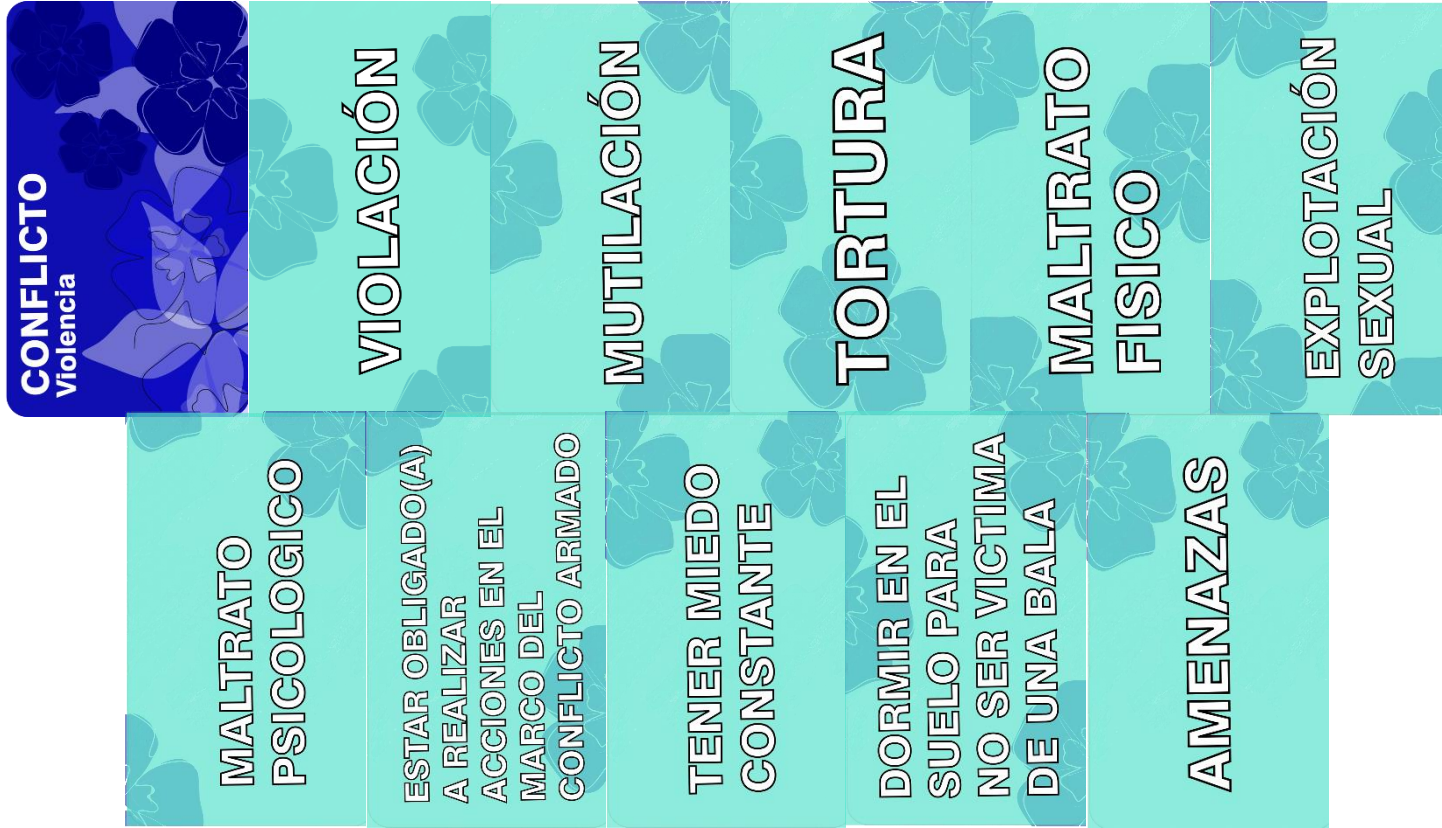 CONFLICTO
Violencia
VIOLACIÓN
MUTILACIÓN
TORTURA
MALTRATO
FISICO
EXPLOTACIÓN
SEXUAL
MALTRATO
PSICOLOGICO
ESTAR OBLIGADO(A)
A REALIZAR
ACCIONES EN EL
MARCO DEL
CONFLICTO ARMADO
TENER MIEDO
CONSTANTE
DORMIR EN EL
SUELO PARA
NO SER VICTIMA
DE UNA BALA
AMENAZAS